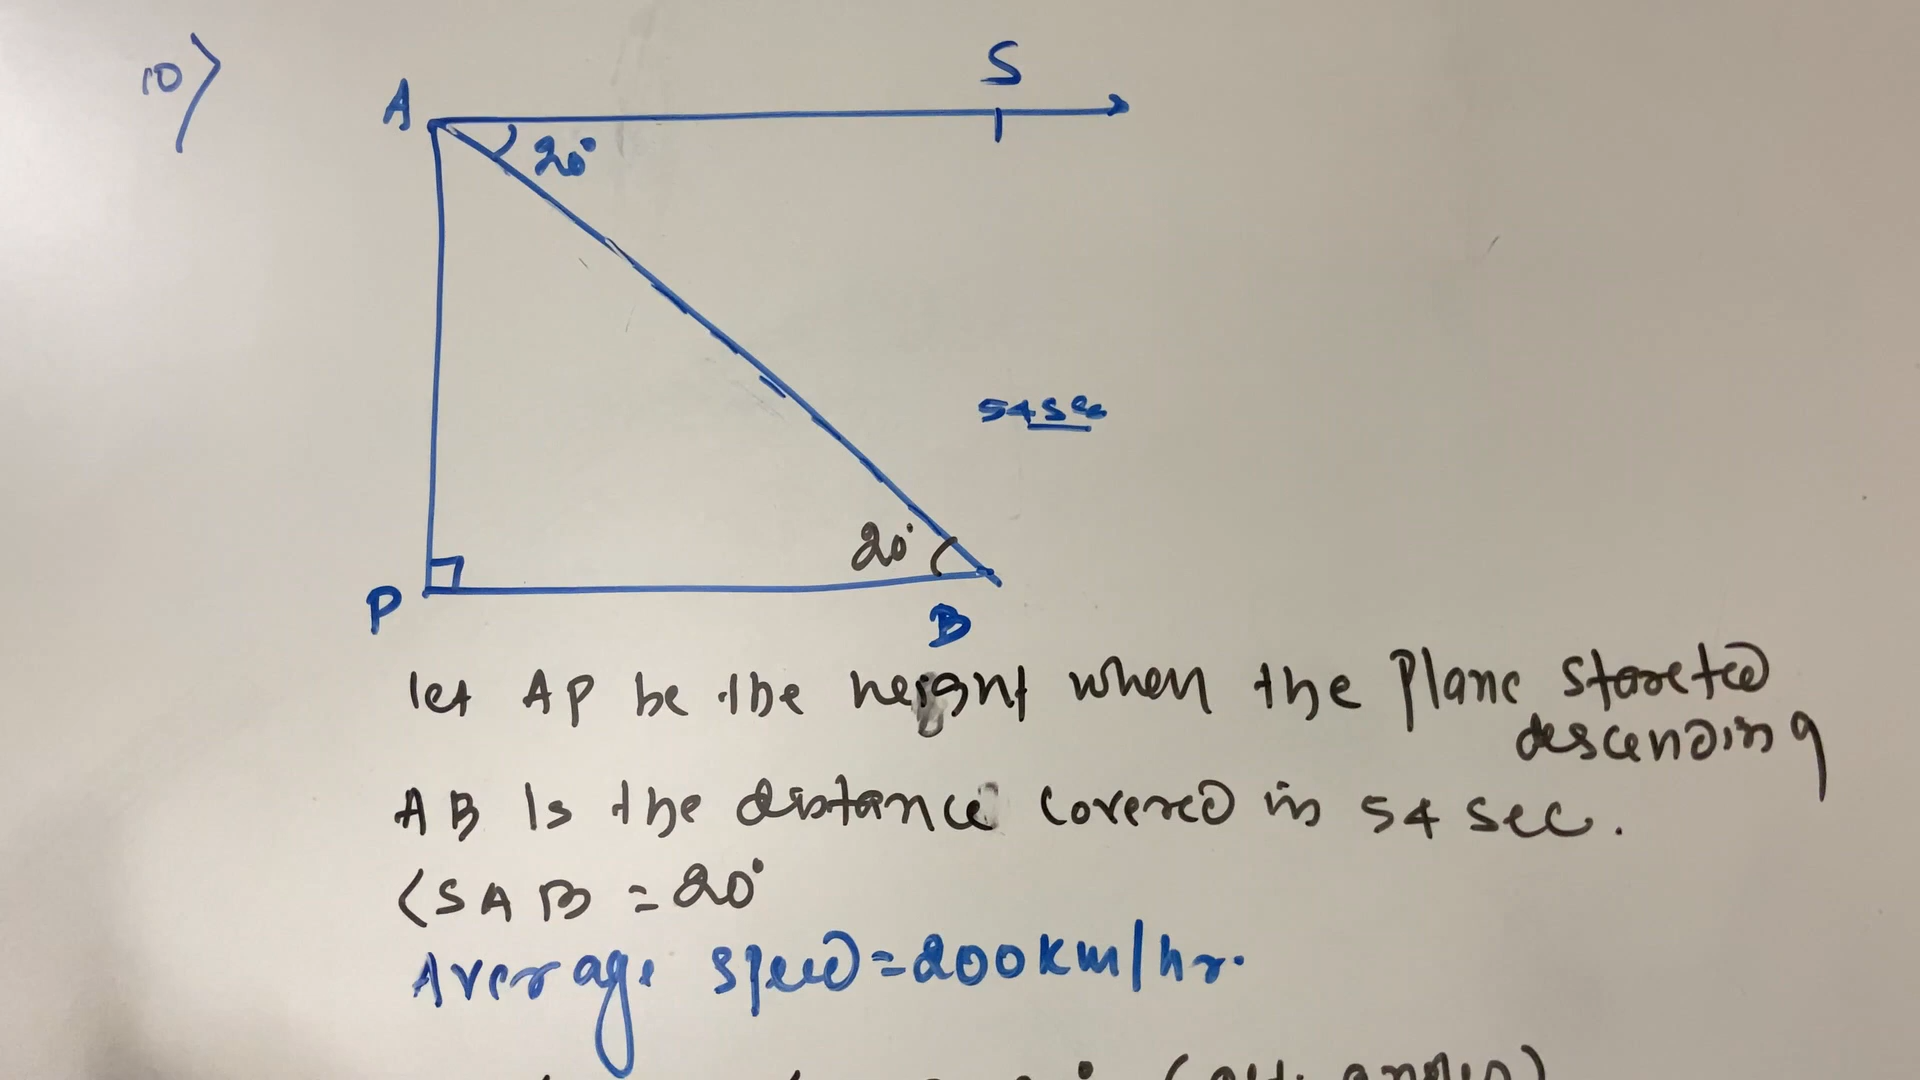 10)
A
S
20°
54 sec
20°
P
B
let AP be the height when the plane started
descending
AB Is the distance covered in 54 sec.
<SAB = 20°
Average speed = 200 km/hr.